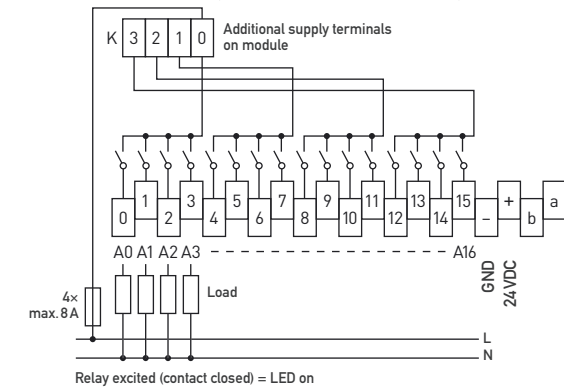 K 3 2 1 0
Additional supply terminals
on module
1 3 5 7 9 11 13 15 + a
0 2 4 6 8 10 12 14 – b
A0 A1 A2 A3 A16
GND
24VDC
Load
4×
max. 8 A
L
N
Relay excited (contact closed) = LED on